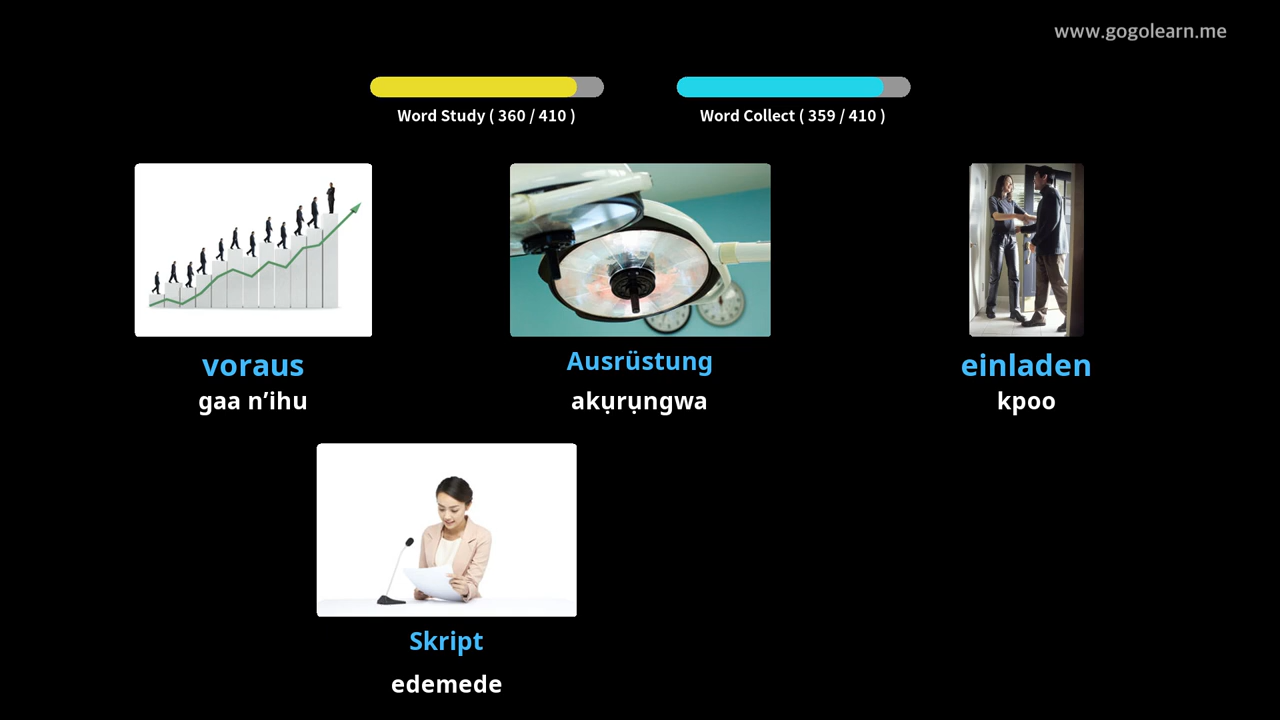 www.gogolearn.me
Word Study ( 360 / 410 )
Word Collect ( 359 / 410 )
voraus
gaa n’ihu
Ausrüstung
akụrụngwa
einladen
kpoo
Skript
edemede